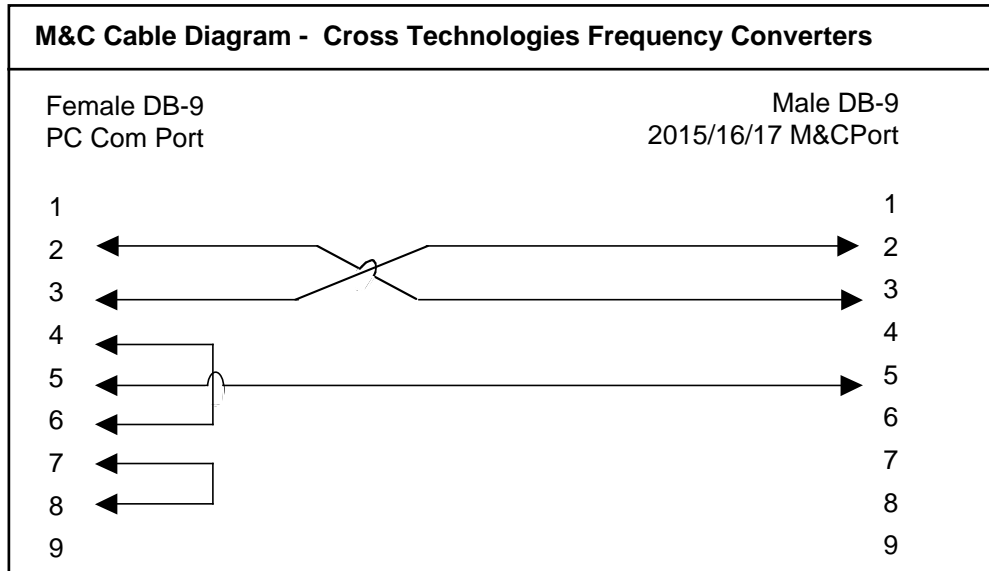 M&C Cable Diagram - Cross Technologies Frequency Converters
Female DB-9
PC Com Port
Male DB-9
2015/16/17 M&CPort
1 1
2 2
3 3
4 4
5 5
6 6
7 7
8 8
9 9